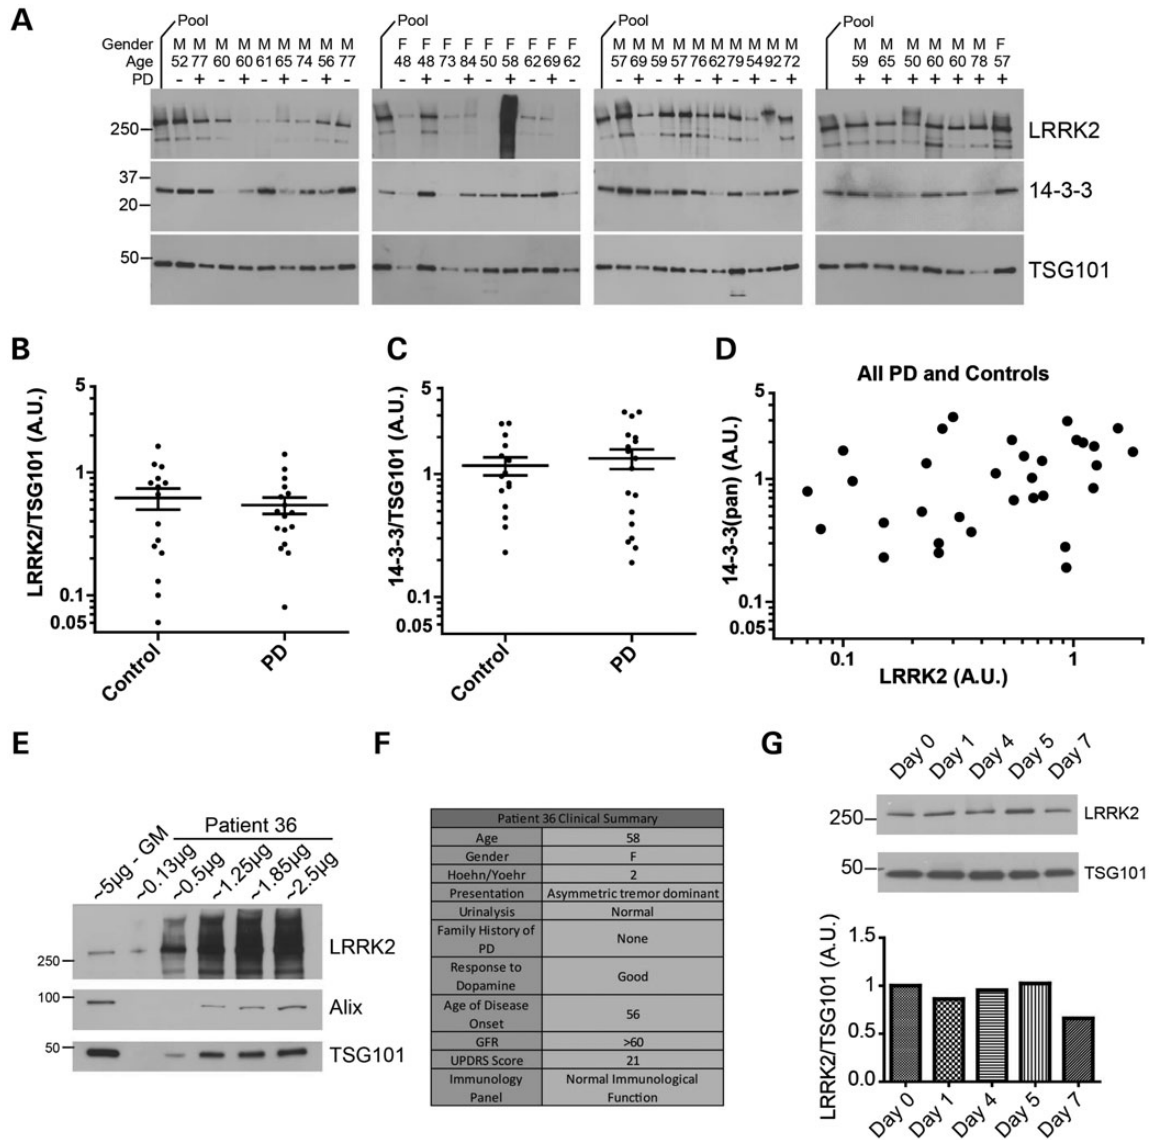 A
Pool Pool Pool Pool
Gender M M M M M M M M M F F F F F F F F F M M M M M M M M M M M M M M M F
Age 52 77 60 60 61 65 74 56 77 48 48 73 84 50 58 62 69 62 57 69 59 57 76 62 79 54 92 72 59 65 50 60 60 78 57
PD - + - + - + - + - - + - + - + - + - - + - + - + - + - + + + + + + + +
250 LRRK2
37
20 14-3-3
50 TSG101
B
LRRK2/TSG101 (A.U.)
5
1
0.1
0.05
Control PD
C
14-3-3/TSG101 (A.U.)
5
1
0.1
0.05
Control PD
D
All PD and Controls
14-3-3(pan) (A.U.)
5
1
0.1
0.05
0.1 1
LRRK2 (A.U.)
E
Patient 36
~5µg - GM ~0.13µg ~0.5µg ~1.25µg ~1.85µg ~2.5µg
250 LRRK2
100 Alix
50 TSG101
F
Patient 36 Clinical Summary
Age 58
Gender F
Hoehn/Yoehr 2
Presentation Asymmetric tremor dominant
Urinalysis Normal
Family History of
PD None
Response to
Dopamine Good
Age of Disease
Onset 56
GFR >60
UPDRS Score 21
Immunology Normal Immunological
Panel Function
G
Day 0 Day 1 Day 4 Day 5 Day 7
250 LRRK2
50 TSG101
LRRK2/TSG101 (A.U.)
1.5
1
0.5
0.0
Day 0 Day 1 Day 4 Day 5 Day 7